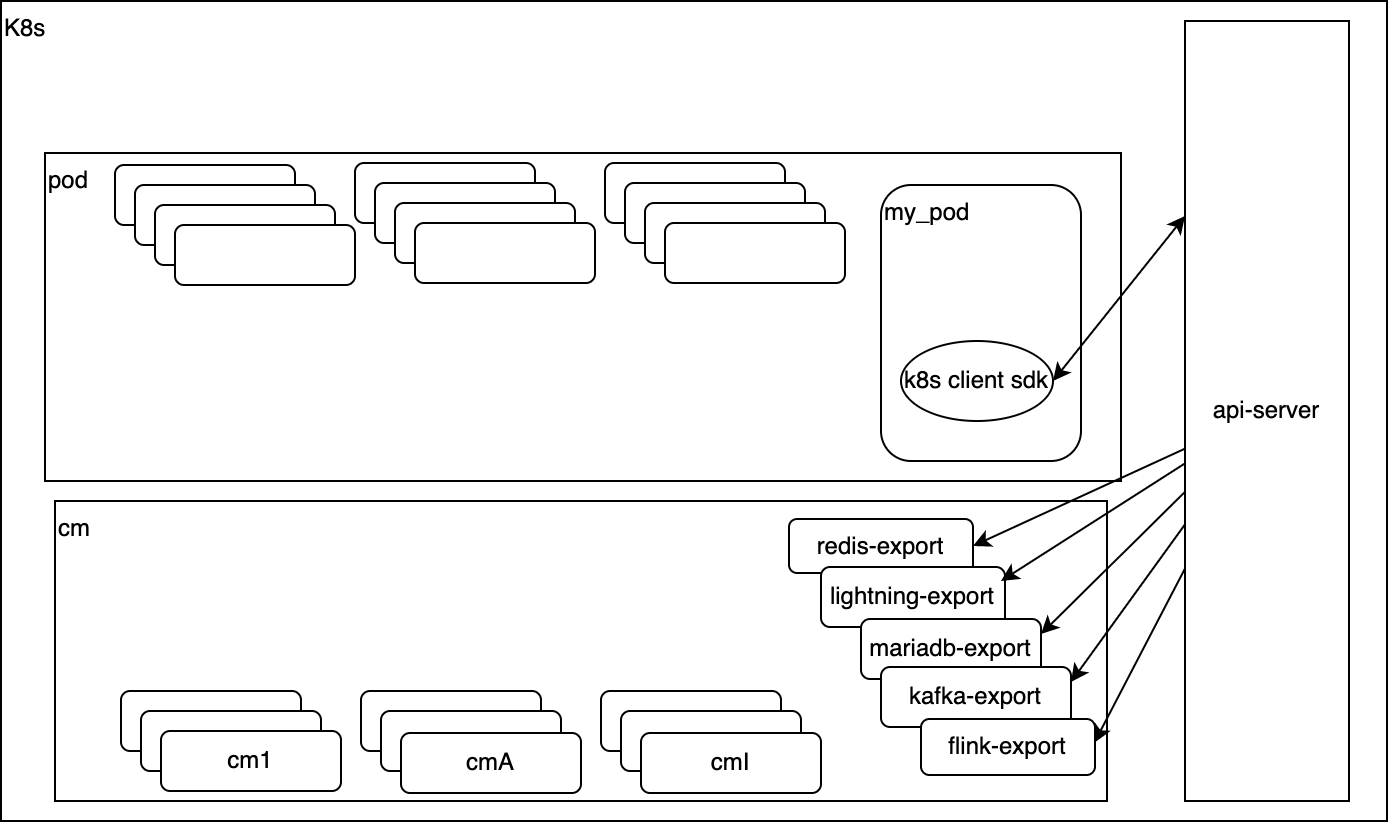 K8s
pod
my_pod
k8s client sdk
api-server
cm
redis-export
lightning-export
mariadb-export
kafka-export
flink-export
cm1
cmA
cmI